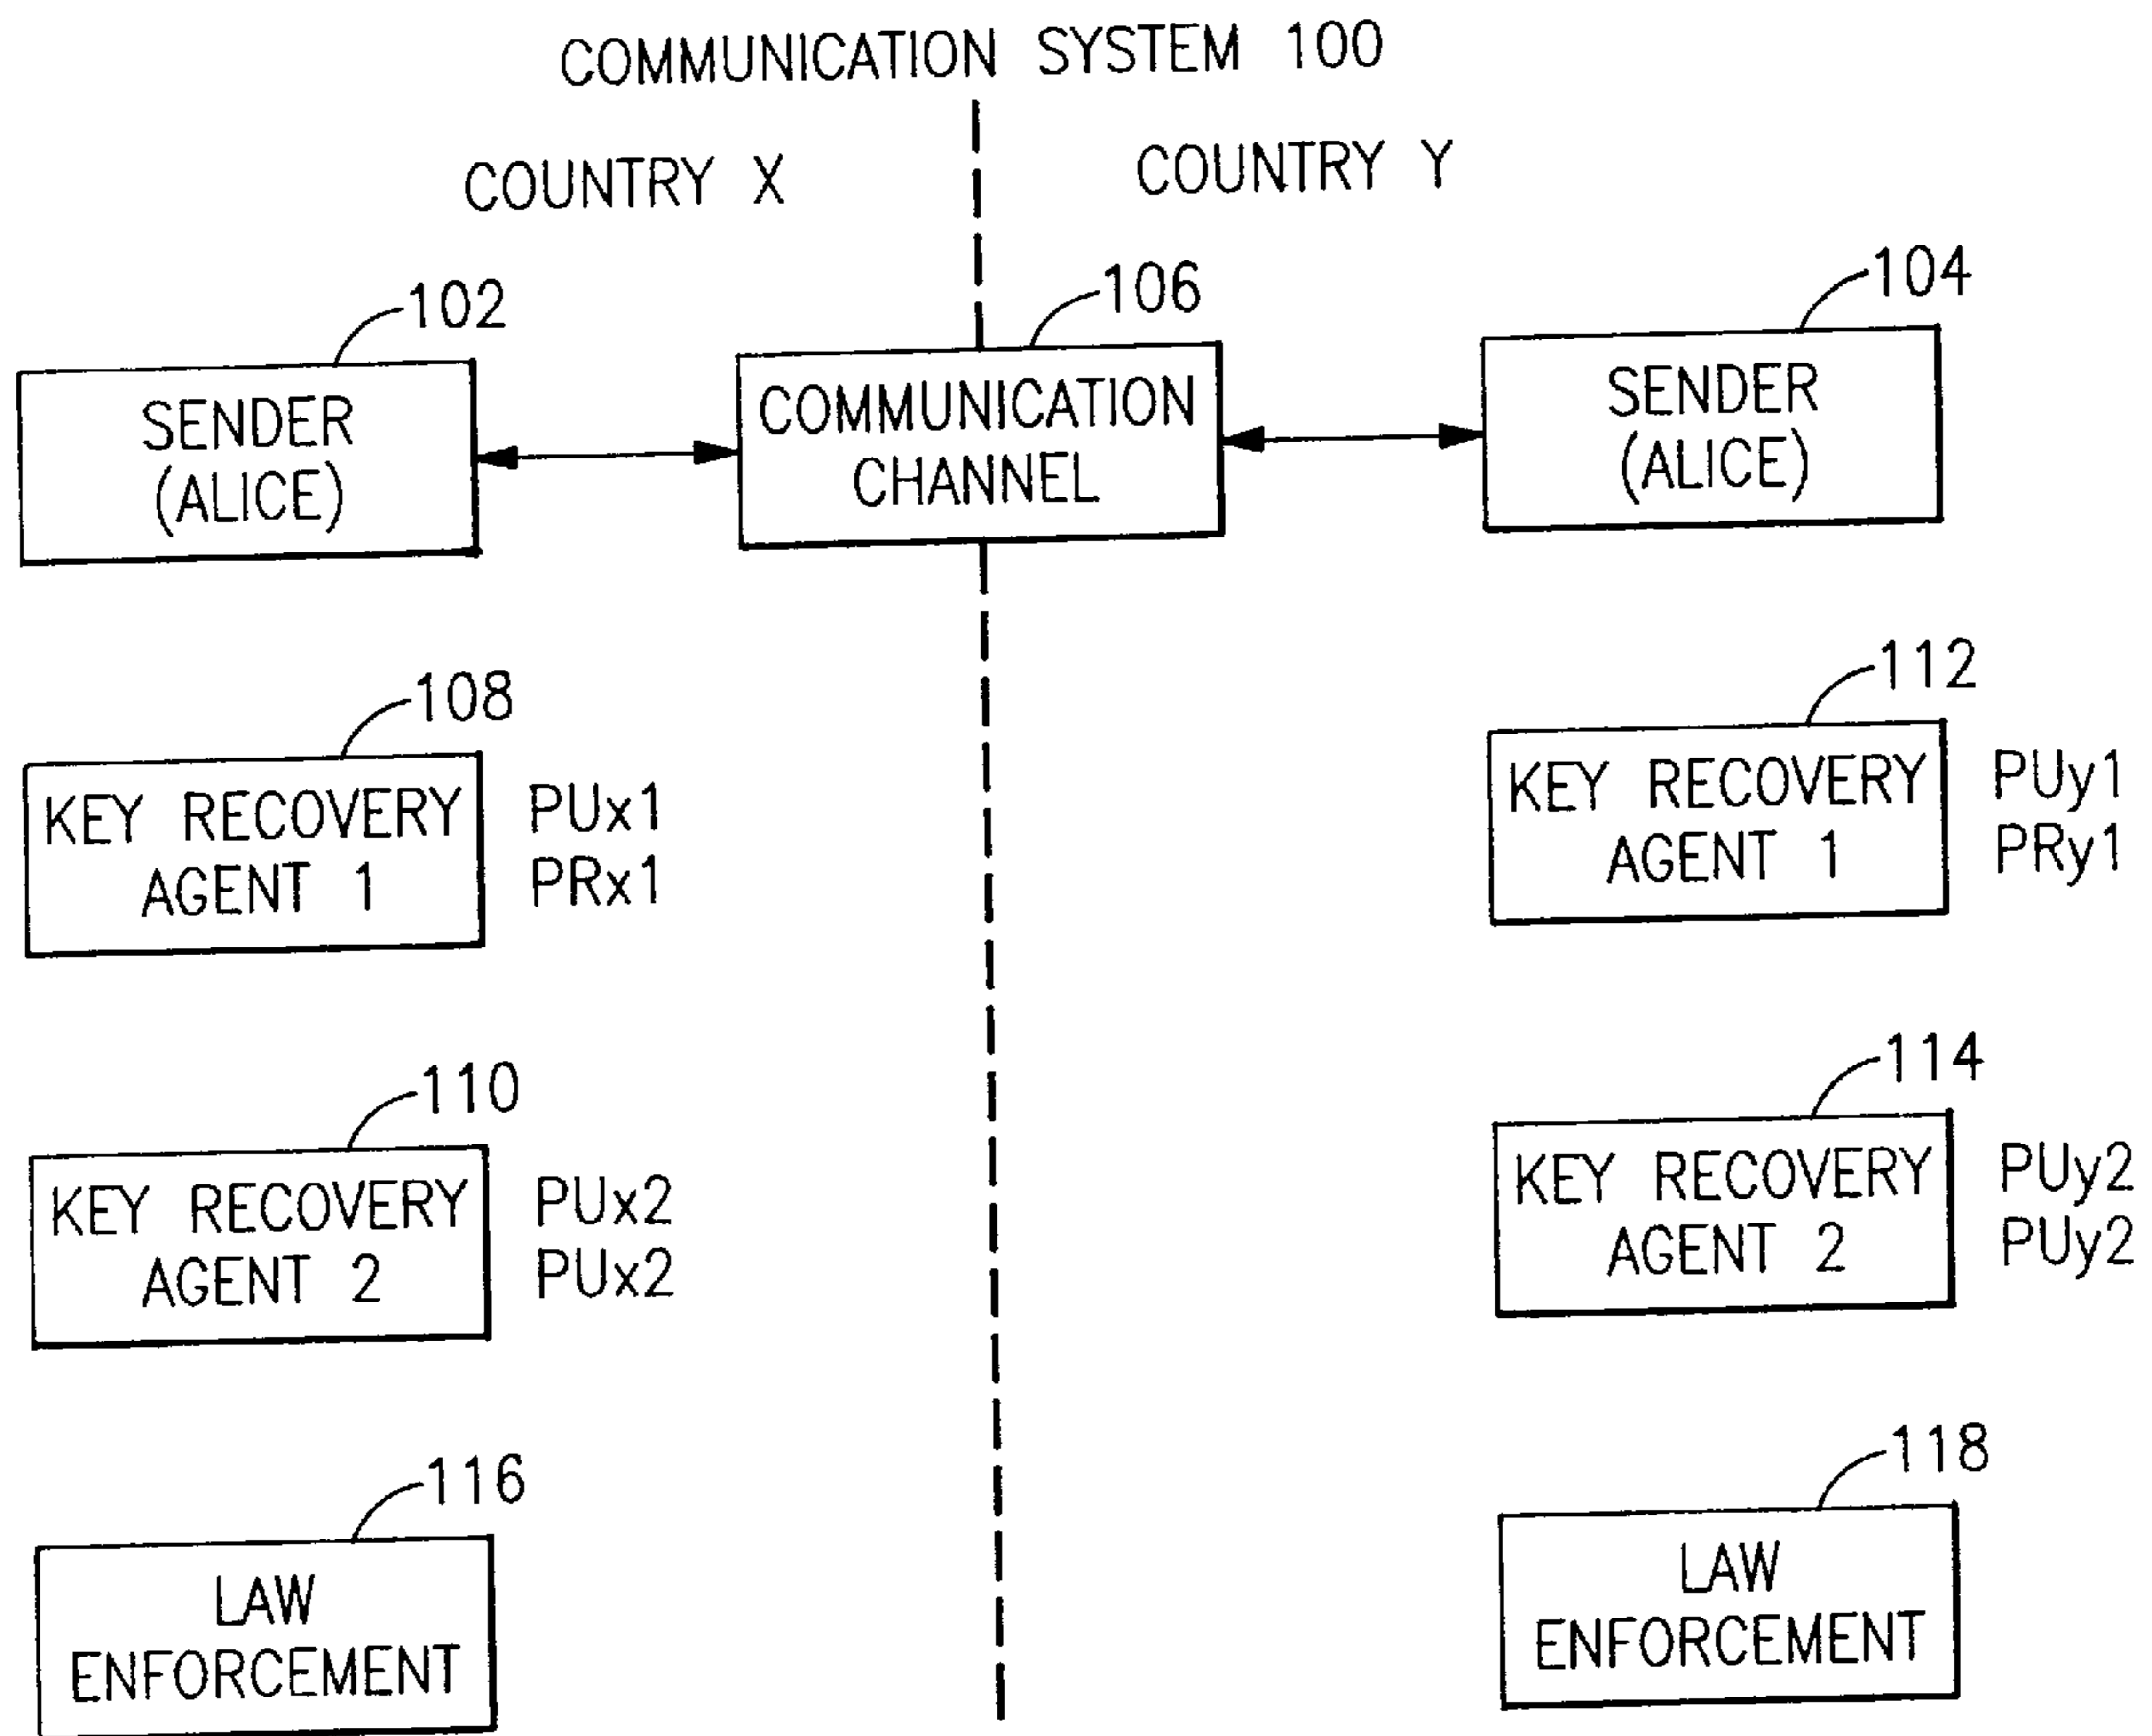 COMMUNICATION SYSTEM 100
COUNTRY X
COUNTRY Y
102
106
104
SENDER
(ALICE)
COMMUNICATION
CHANNEL
SENDER
(ALICE)
108
112
KEY RECOVERY
AGENT 1
PUx1
PRx1
KEY RECOVERY
AGENT 1
PUy1
PRy1
110
114
KEY RECOVERY
AGENT 2
PUx2
PUx2
KEY RECOVERY
AGENT 2
PUy2
PUy2
116
118
LAW
ENFORCEMENT
LAW
ENFORCEMENT